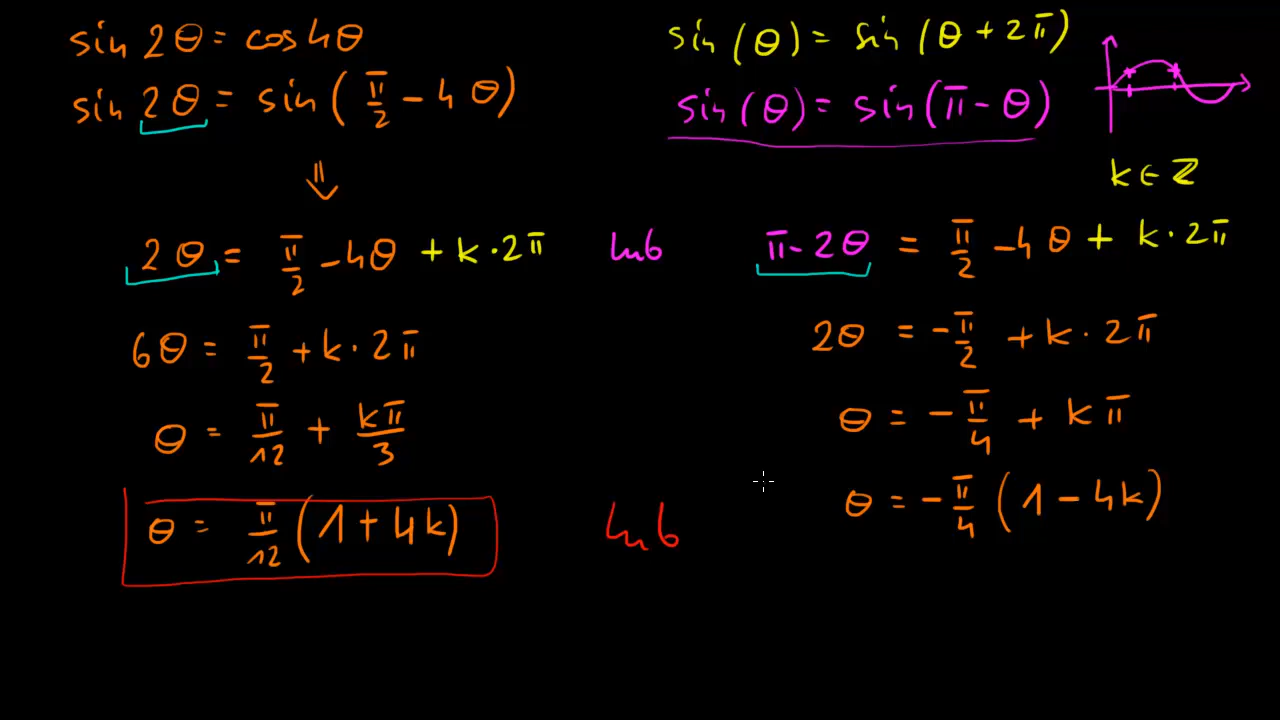 sin 2θ = cos 4θ
sin 2θ = sin(π/2 − 4θ)
⇓
sin(θ) = sin(θ + 2π)
sin(θ) = sin(π − θ)
k ∈ ℤ
2θ = π/2 − 4θ + k·2π lub π − 2θ = π/2 − 4θ + k·2π
6θ = π/2 + k·2π
2θ = −π/2 + k·2π
θ = π/12 + kπ/3
θ = −π/4 + kπ
θ = π/12 (1 + 4k) lub θ = −π/4 (1 − 4k)